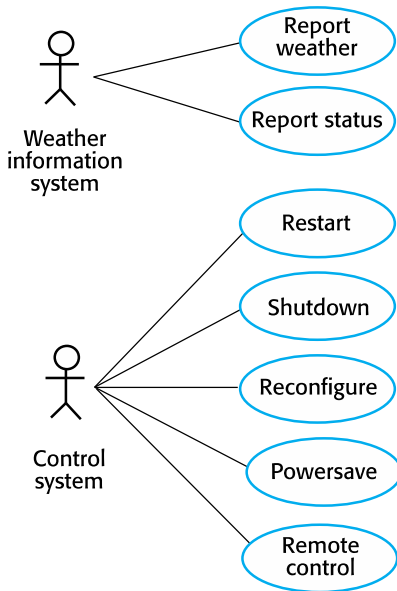 Report
weather
Report status
Weather
information
system
Restart
Shutdown
Reconfigure
Powersave
Remote
control
Control
system